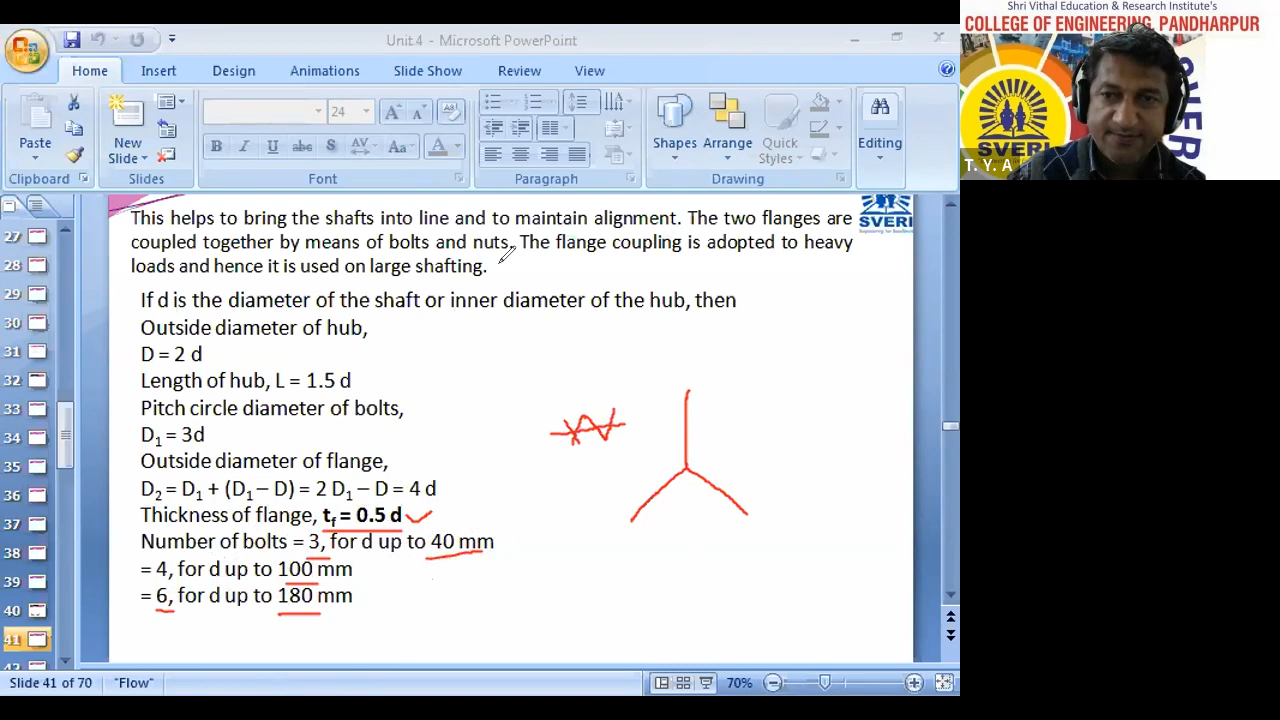 Unit.4 - Microsoft PowerPoint
Home Insert Design Animations Slide Show Review View
Paste
New
Slide
24
B I U abc S AV Aa A
Shapes Arrange Quick
Styles
Editing
Clipboard Slides Font Paragraph Drawing
Shri Vithal Education & Research Institute's
COLLEGE OF ENGINEERING, PANDHARPUR
SVERI
SVERI
T. Y. A
This helps to bring the shafts into line and to maintain alignment. The two flanges are
coupled together by means of bolts and nuts. The flange coupling is adopted to heavy
loads and hence it is used on large shafting.
SVERI
If d is the diameter of the shaft or inner diameter of the hub, then
Outside diameter of hub,
D = 2 d
Length of hub, L = 1.5 d
Pitch circle diameter of bolts,
D₁ = 3d
Outside diameter of flange,
D₂ = D₁ + (D₁ – D) = 2 D₁ – D = 4 d
Thickness of flange, tf = 0.5 d
Number of bolts = 3, for d up to 40 mm
= 4, for d up to 100 mm
= 6, for d up to 180 mm
27
28
29
30
31
32
33
34
35
36
37
38
39
40
41
Slide 41 of 70 "Flow" 70%